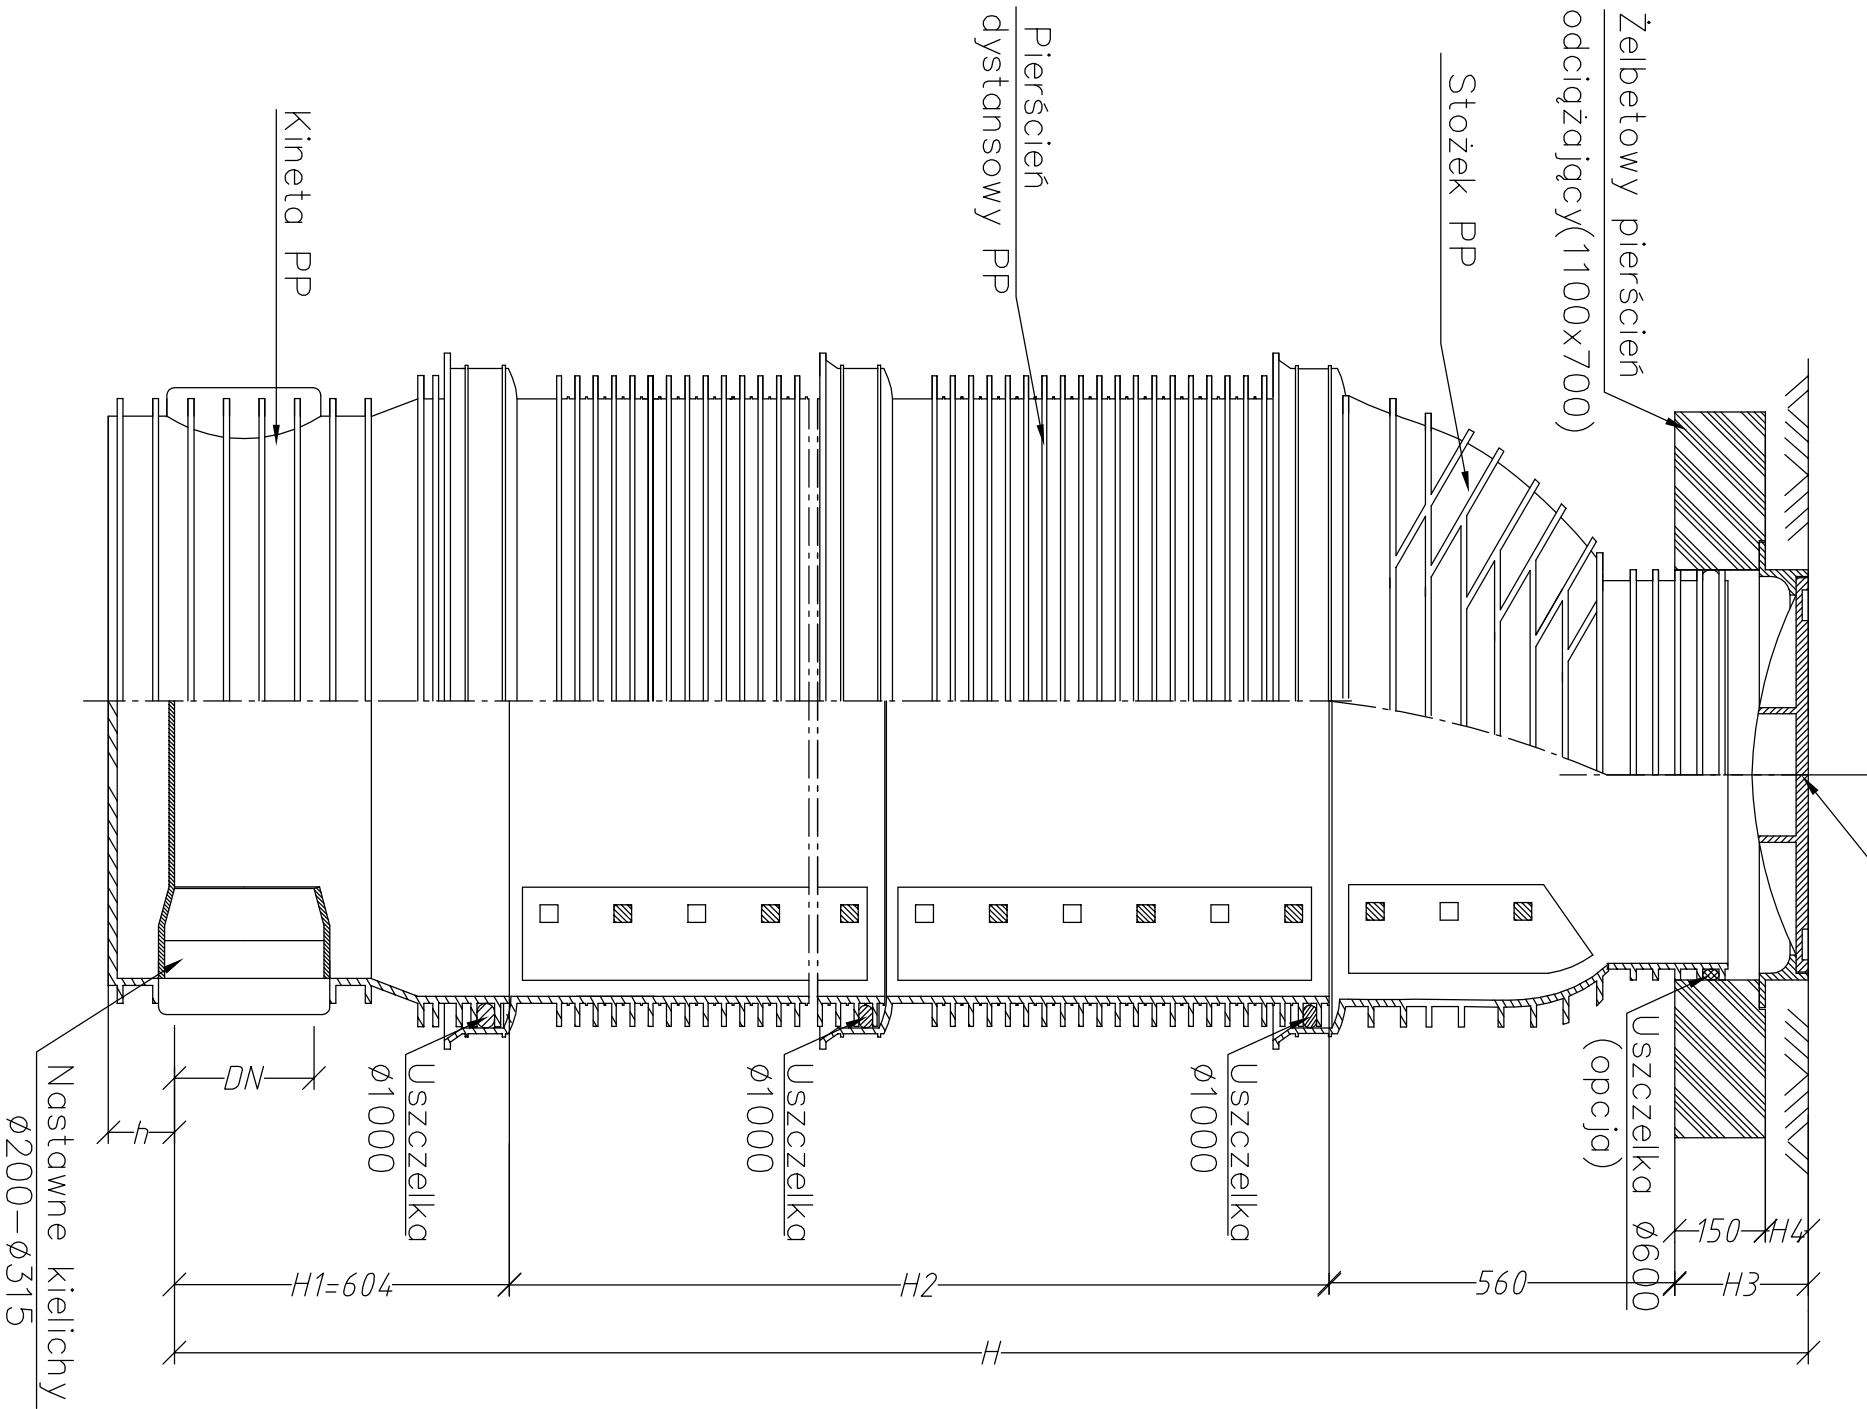 Żelbetowy pierścień
odciążający(1100x700)
Stożek PP
Pierścień
dystansowy PP
Kineta PP
Uszczelka ø600
(opcja)
Uszczelka
ø1000
Uszczelka
ø1000
Uszczelka
ø1000
Nastawne kielichy
ø200-ø315
DN
h
150
H4
H1=604
H2
560
H3
H